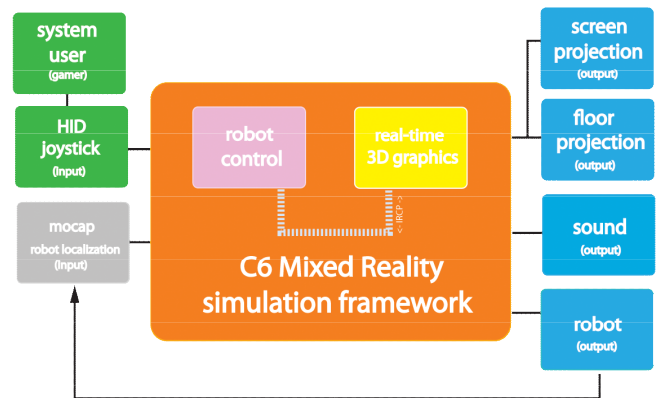 system
user
(gamer)
HID
joystick
(input)
mocap
robot localization
(input)
robot
control
real-time
3D graphics
<- IRCP ->
C6 Mixed Reality
simulation framework
screen
projection
(output)
floor
projection
(output)
sound
(output)
robot
(output)